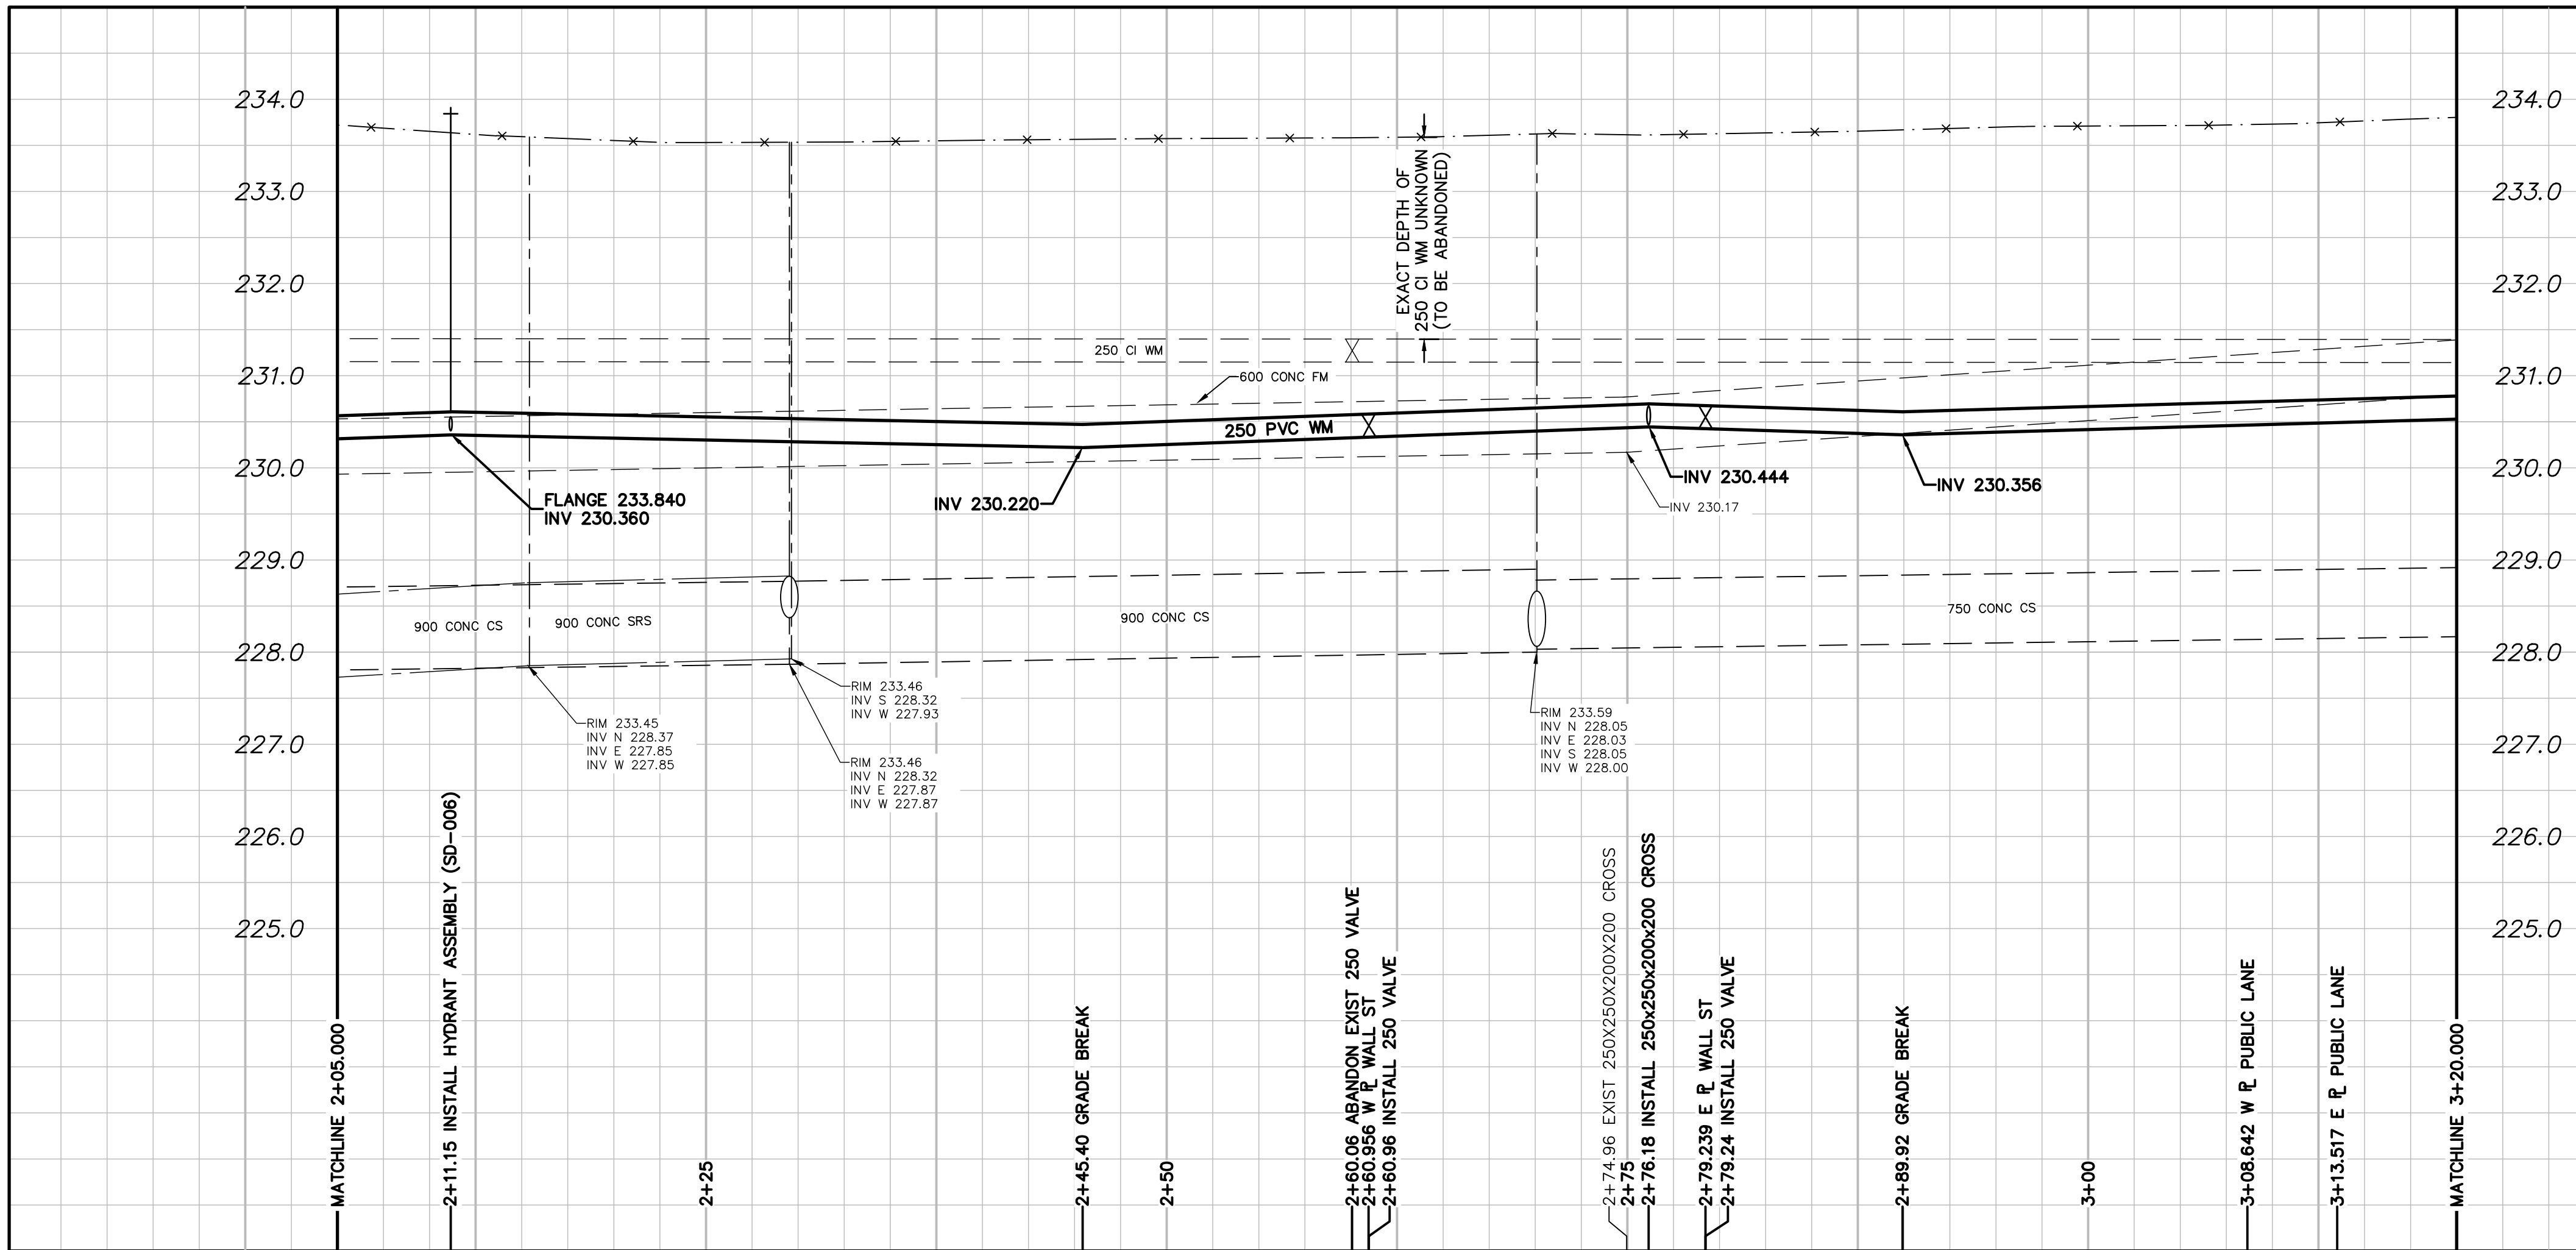 234.0
234.0
233.0
233.0
232.0
232.0
231.0
231.0
230.0
230.0
229.0
229.0
228.0
228.0
227.0
227.0
226.0
226.0
225.0
225.0
EXACT DEPTH OF
250 CI WM UNKNOWN
(TO BE ABANDONED)
250 CI WM
600 CONC FM
250 PVC WM
FLANGE 233.840
INV 230.360
INV 230.220
INV 230.444
INV 230.17
INV 230.356
900 CONC CS
900 CONC SRS
900 CONC CS
750 CONC CS
RIM 233.45
INV N 228.37
INV E 227.85
INV W 227.85
RIM 233.46
INV S 228.32
INV W 227.93
RIM 233.46
INV N 228.32
INV E 227.87
INV W 227.87
RIM 233.59
INV N 228.05
INV E 228.03
INV S 228.05
INV W 228.00
MATCHLINE 2+05.000
2+11.15 INSTALL HYDRANT ASSEMBLY (SD-006)
2+25
2+45.40 GRADE BREAK
2+50
2+60.06 ABANDON EXIST 250 VALVE
2+60.956 W PL WALL ST
2+60.96 INSTALL 250 VALVE
2+74.96 EXIST 250X250X200X200 CROSS
2+75
2+76.18 INSTALL 250x250x200x200 CROSS
2+79.239 E PL WALL ST
2+79.24 INSTALL 250 VALVE
2+89.92 GRADE BREAK
3+00
3+08.642 W PL PUBLIC LANE
3+13.517 E PL PUBLIC LANE
MATCHLINE 3+20.000